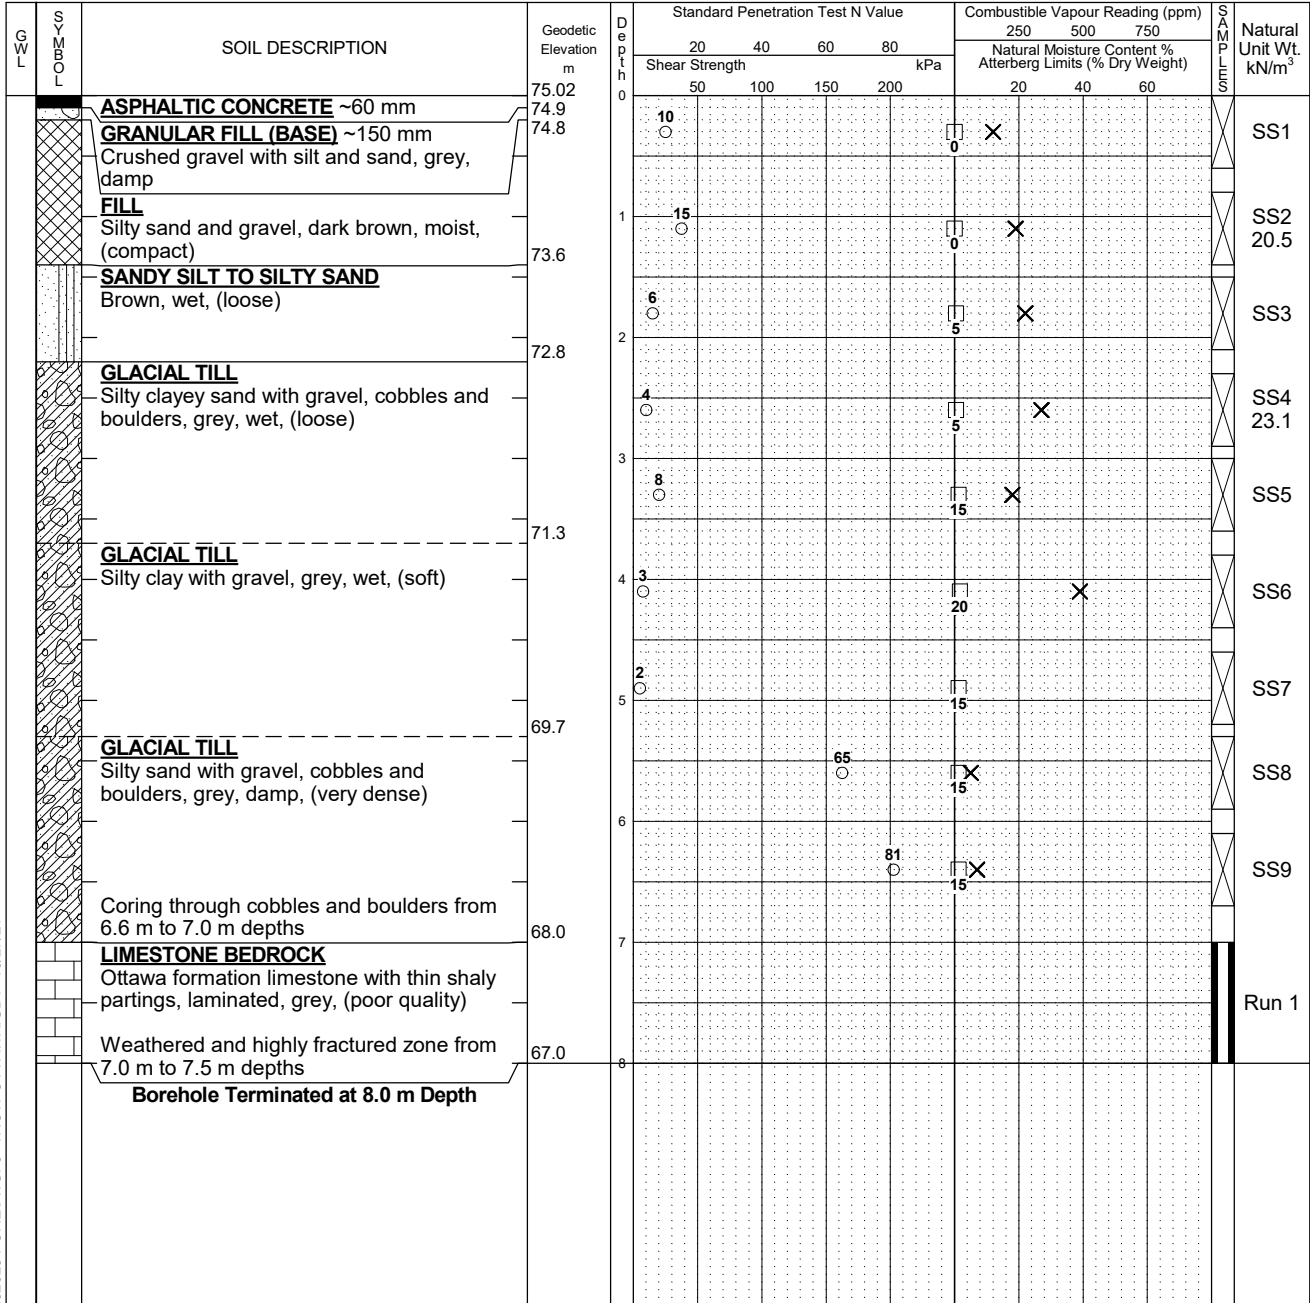 GWL
SYMBOL
SOIL DESCRIPTION
Geodetic
Elevation
m
Depth
Standard Penetration Test N Value
20 40 60 80
Shear Strength kPa
50 100 150 200
Combustible Vapour Reading (ppm)
250 500 750
Natural Moisture Content %
Atterberg Limits (% Dry Weight)
20 40 60
SAMPLES
Natural
Unit Wt.
kN/m³
75.02
0
ASPHALTIC CONCRETE ~60 mm
74.9
GRANULAR FILL (BASE) ~150 mm
74.8
Crushed gravel with silt and sand, grey,
damp
10
0
SS1
FILL
Silty sand and gravel, dark brown, moist,
(compact)
73.6
1
15
0
SS2
20.5
SANDY SILT TO SILTY SAND
Brown, wet, (loose)
72.8
6
5
SS3
2
GLACIAL TILL
Silty clayey sand with gravel, cobbles and
boulders, grey, wet, (loose)
4
5
SS4
23.1
3
8
15
SS5
71.3
GLACIAL TILL
Silty clay with gravel, grey, wet, (soft)
4
3
20
SS6
2
15
SS7
5
69.7
GLACIAL TILL
Silty sand with gravel, cobbles and
boulders, grey, damp, (very dense)
65
15
SS8
6
81
15
SS9
Coring through cobbles and boulders from
6.6 m to 7.0 m depths
68.0
7
LIMESTONE BEDROCK
Ottawa formation limestone with thin shaly
partings, laminated, grey, (poor quality)
Run 1
Weathered and highly fractured zone from
7.0 m to 7.5 m depths
67.0
8
Borehole Terminated at 8.0 m Depth